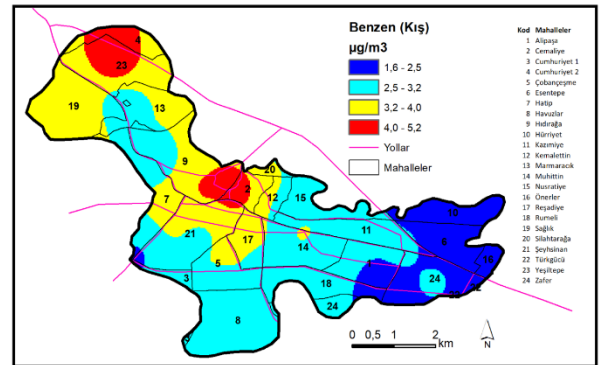 Benzen (Kış)
µg/m3
1,6 - 2,5
2,5 - 3,2
3,2 - 4,0
4,0 - 5,2
Yollar
Mahalleler
Kod Mahalleler
1 Alipaşa
2 Cemaliye
3 Cumhuriyet 1
4 Cumhuriyet 2
5 Çobançeşme
6 Esentepe
7 Hatip
8 Havuzlar
9 Hıdırağa
10 Hürriyet
11 Kazımiye
12 Kemalettin
13 Marmaracık
14 Muhittin
15 Nusratiye
16 Önerler
17 Reşadiye
18 Rumeli
19 Sağlık
20 Silahtarağa
21 Şeyhsinan
22 Türkgücü
23 Yeşiltepe
24 Zafer
4
23
19
13
9
20
2
12
15
7
10
21
17
14
11
6
5
16
3
18
24
24
8
0 0,5 1 2
km
N